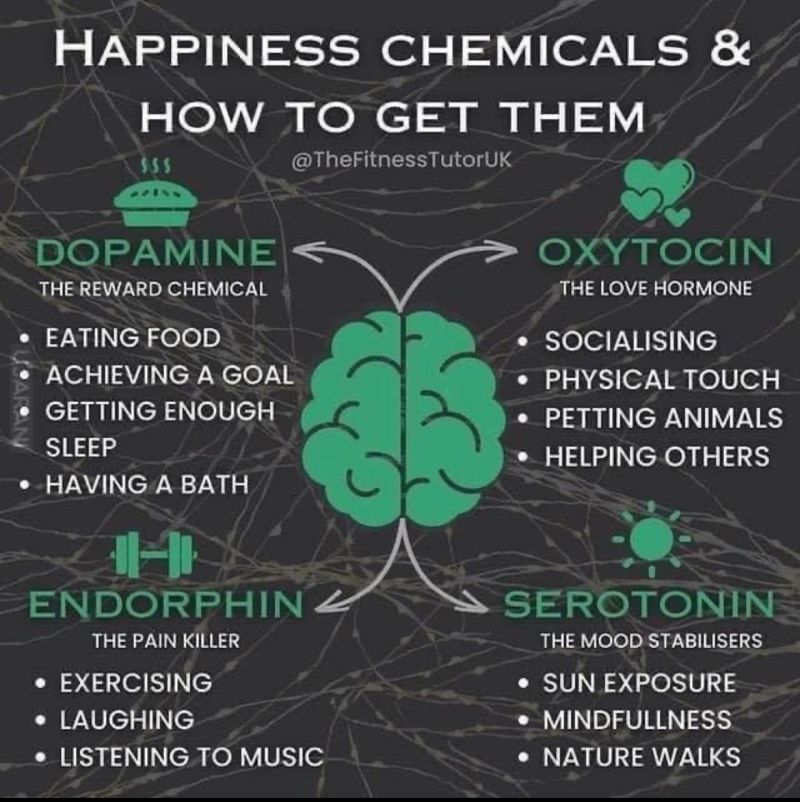 HAPPINESS CHEMICALS &
HOW TO GET THEM
@TheFitnessTutorUK
DOPAMINE
THE REWARD CHEMICAL
• EATING FOOD
• ACHIEVING A GOAL
• GETTING ENOUGH
SLEEP
• HAVING A BATH
OXYTOCIN
THE LOVE HORMONE
• SOCIALISING
• PHYSICAL TOUCH
• PETTING ANIMALS
• HELPING OTHERS
ENDORPHIN
THE PAIN KILLER
• EXERCISING
• LAUGHING
• LISTENING TO MUSIC
SEROTONIN
THE MOOD STABILISERS
• SUN EXPOSURE
• MINDFULLNESS
• NATURE WALKS